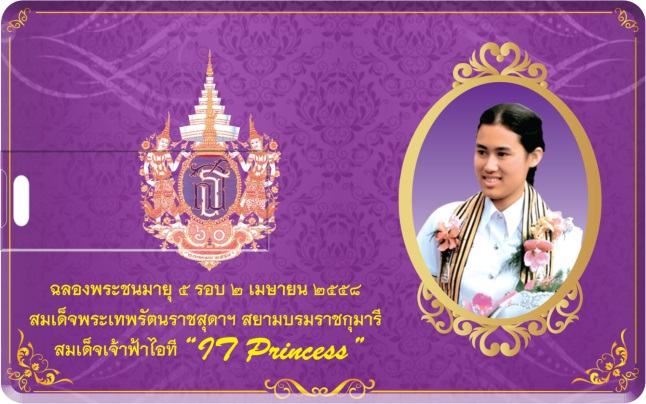 ๖๐
ฉลองพระชนมายุ ๕ รอบ ๒ เมษายน ๒๕๕๘
สมเด็จพระเทพรัตนราชสุดาฯ สยามบรมราชกุมารี
สมเด็จเจ้าฟ้าไอที “IT Princess”